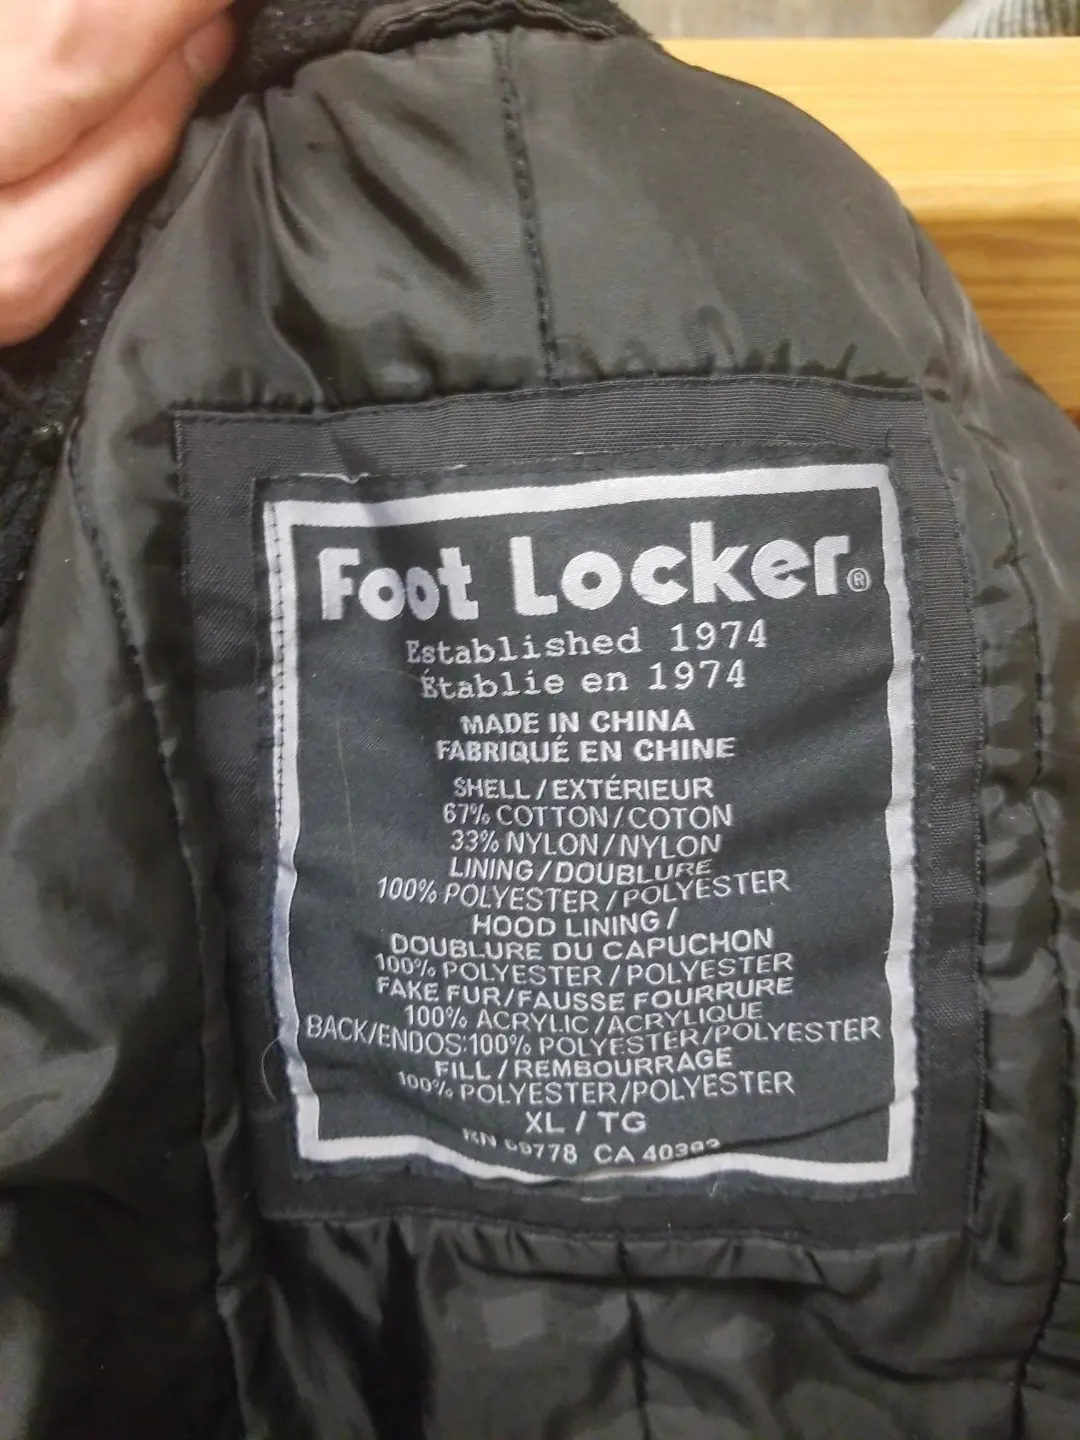 Foot Locker®
Established 1974
Établie en 1974
MADE IN CHINA
FABRIQUÉ EN CHINE
SHELL/EXTÉRIEUR
67% COTTON/COTON
33% NYLON/NYLON
LINING/DOUBLURE
100% POLYESTER/POLYESTER
HOOD LINING/
DOUBLURE DU CAPUCHON
100% POLYESTER/POLYESTER
FAKE FUR/FAUSSE FOURRURE
100% ACRYLIC/ACRYLIQUE
BACK/ENDOS:100% POLYESTER/POLYESTER
FILL/REMBOURRAGE
100% POLYESTER/POLYESTER
XL / TG
RN CA